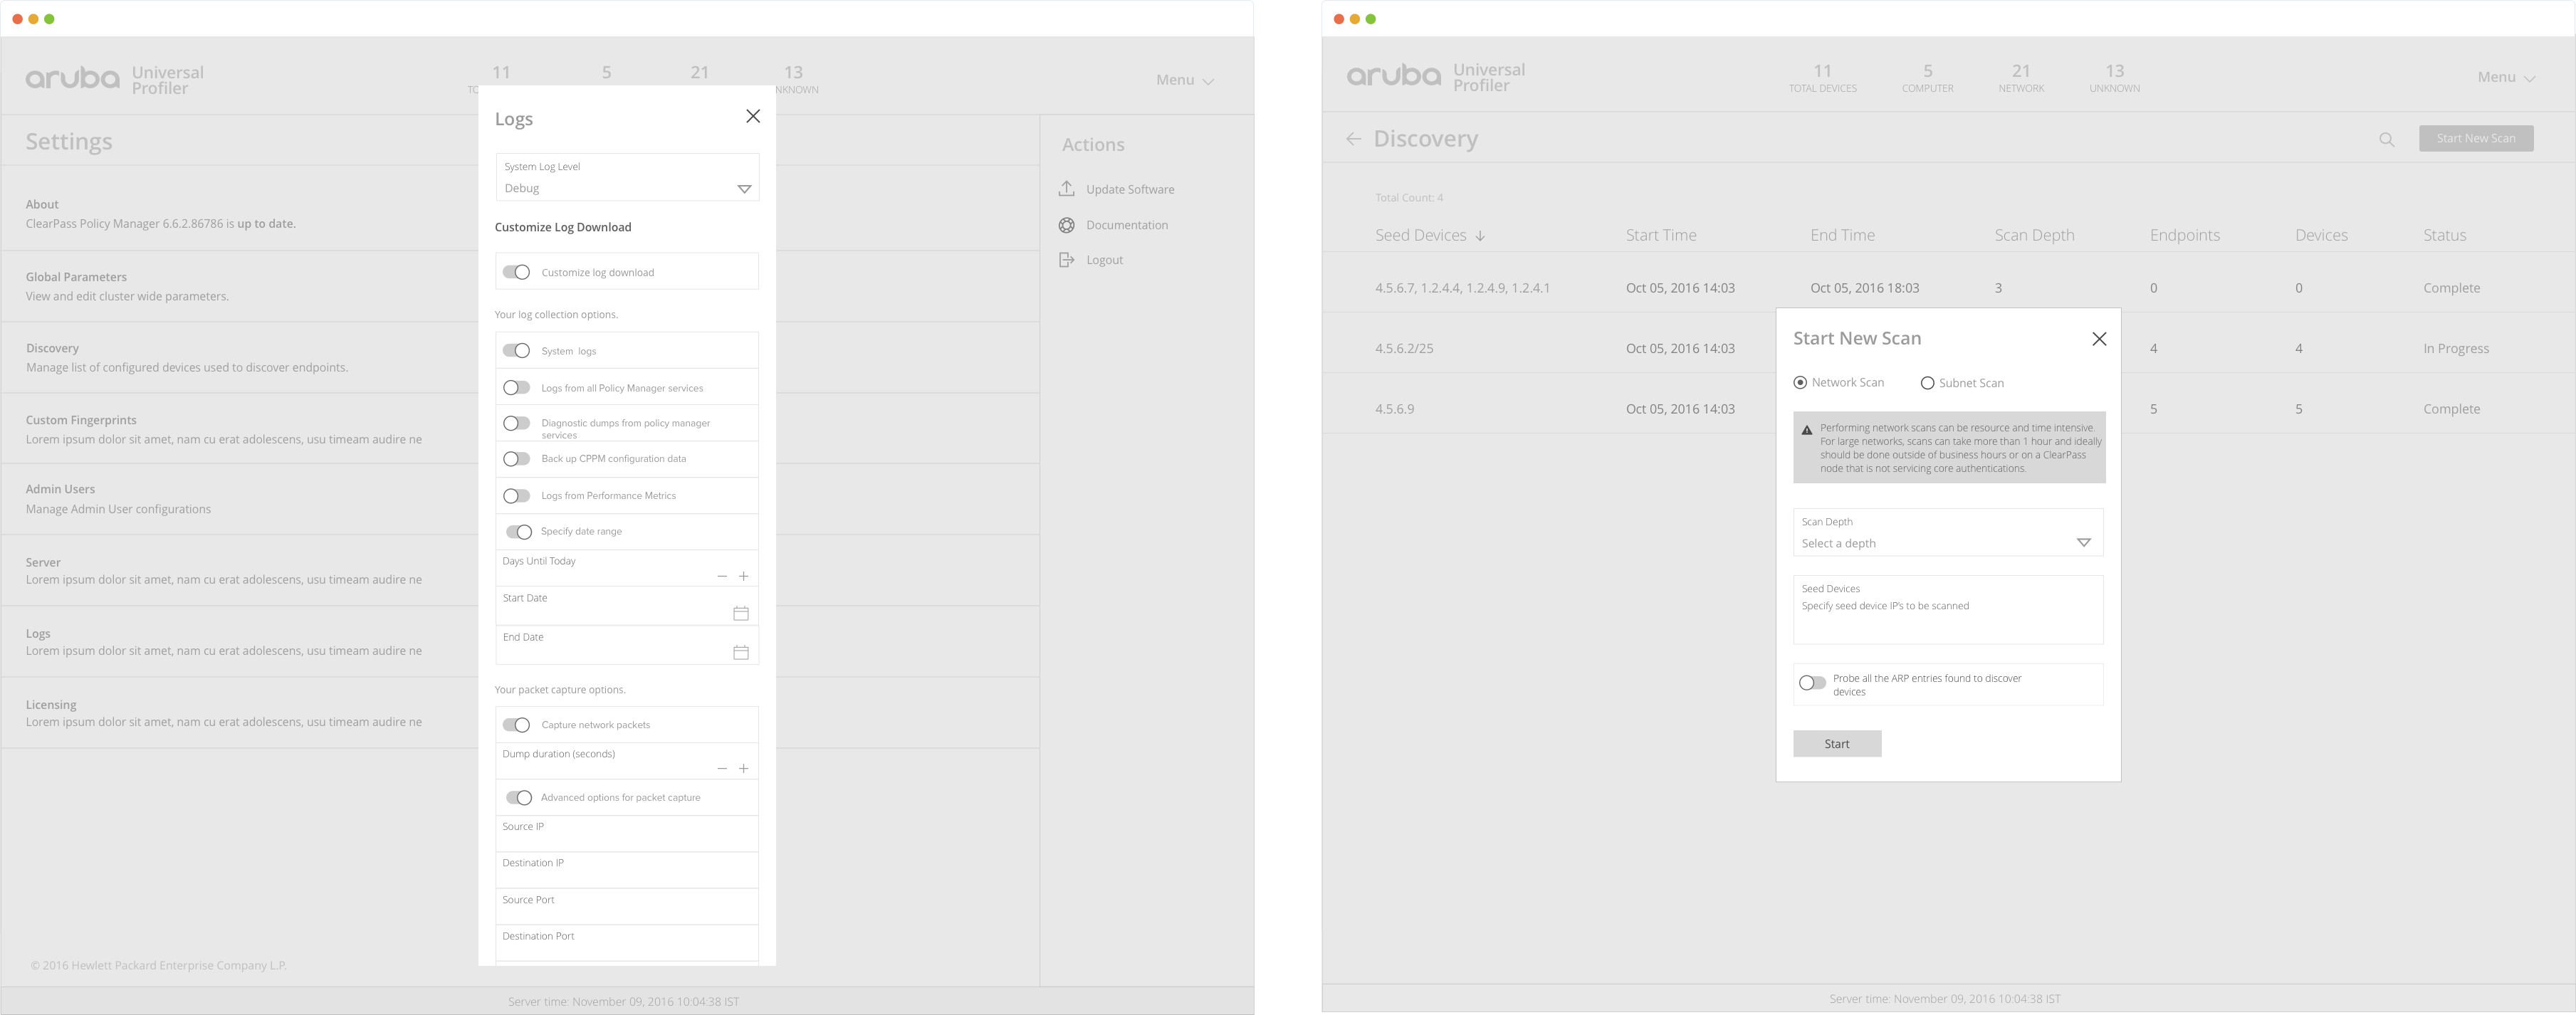 aruba Universal
Profiler
11 5 21 13
TO NKNOWN
Menu
Settings
About
ClearPass Policy Manager 6.6.2.86786 is up to date.
Global Parameters
View and edit cluster wide parameters.
Discovery
Manage list of configured devices used to discover endpoints.
Custom Fingerprints
Lorem ipsum dolor sit amet, nam cu erat adolescens, usu timeam audire ne
Admin Users
Manage Admin User configurations
Server
Lorem ipsum dolor sit amet, nam cu erat adolescens, usu timeam audire ne
Logs
Lorem ipsum dolor sit amet, nam cu erat adolescens, usu timeam audire ne
Licensing
Lorem ipsum dolor sit amet, nam cu erat adolescens, usu timeam audire ne
© 2016 Hewlett Packard Enterprise Company L.P.
Logs
System Log Level
Debug
Customize Log Download
Customize log download
Your log collection options.
System logs
Logs from all Policy Manager services
Diagnostic dumps from policy manager
services
Back up CPPM configuration data
Logs from Performance Metrics
Specify date range
Days Until Today
Start Date
End Date
Your packet capture options.
Capture network packets
Dump duration (seconds)
Advanced options for packet capture
Source IP
Destination IP
Source Port
Destination Port
Actions
Update Software
Documentation
Logout
Server time: November 09, 2016 10:04:38 IST
aruba Universal
Profiler
11 5 21 13
TOTAL DEVICES COMPUTER NETWORK UNKNOWN
Menu
Discovery
Start New Scan
Total Count: 4
Seed Devices Start Time End Time Scan Depth Endpoints Devices Status
4.5.6.7, 1.2.4.4, 1.2.4.9, 1.2.4.1 Oct 05, 2016 14:03 Oct 05, 2016 18:03 3 0 0 Complete
4.5.6.2/25 Oct 05, 2016 14:03 4 4 In Progress
4.5.6.9 Oct 05, 2016 14:03 5 5 Complete
Start New Scan
Network Scan Subnet Scan
Performing network scans can be resource and time intensive.
For large networks, scans can take more than 1 hour and ideally
should be done outside of business hours or on a ClearPass
node that is not servicing core authentications.
Scan Depth
Select a depth
Seed Devices
Specify seed device IP's to be scanned
Probe all the ARP entries found to discover
devices
Start
Server time: November 09, 2016 10:04:38 IST